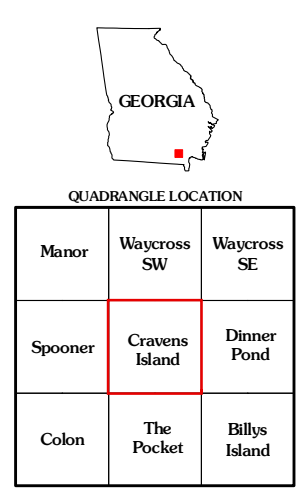 GEORGIA
QUADRANGLE LOCATION
Manor
Waycross
SW
Waycross
SE
Spooner
Cravens
Island
Dinner
Pond
Colon
The
Pocket
Billys
Island